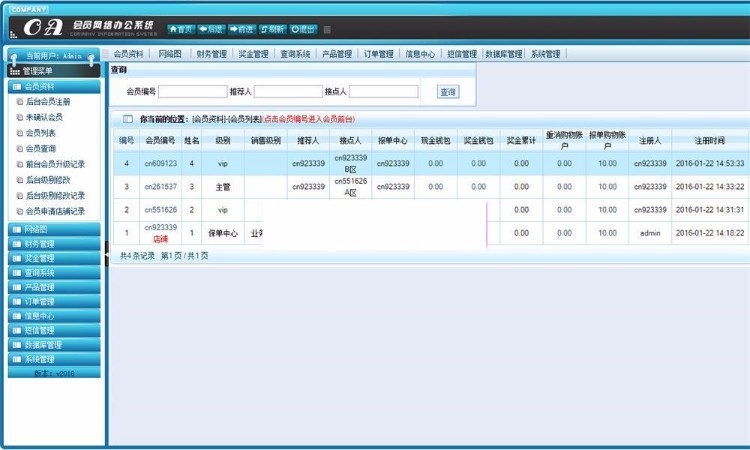 COMPANY
OA 会员网络办公系统
COMPANY INFORMATION SYSTEM
首页 后退 前进 刷新 退出
当前用户: Admin
会员资料 网络图 财务管理 奖金管理 查询系统 产品管理 订单管理 信息中心 短信管理 数据库管理 系统管理
管理菜单
会员资料
后台会员注册
未确认会员
会员列表
会员查询
前台会员升级记录
后台级别修改
后台级别修改记录
会员申请店铺记录
网络图
财务管理
奖金管理
查询系统
产品管理
订单管理
信息中心
短信管理
数据库管理
系统管理
版本: v2016
查询
会员编号 推荐人 接点人 查询
你当前的位置：[会员资料]-[会员列表](点击会员编号进入会员前台)
编号 会员编号 姓名 级别 销售级别 推荐人 接点人 报单中心 现金钱包 奖金钱包 奖金累计 重消购物账户 报单购物账户 注册人 注册时间
4 cn609123 4 vip cn923339 cn923339 B区 cn923339 0.00 0.00 0.00 0.00 10.00 cn923339 2016-01-22 14:53:33
3 cn261537 3 主管 cn923339 cn551626 A区 cn923339 0.00 0.00 0.00 0.00 10.00 cn923339 2016-01-22 14:33:22
2 cn551626 2 vip 0.00 0.00 10.00 cn923339 2016-01-22 14:31:31
1 cn923339 店铺 1 保单中心 业务 0.00 0.00 10.00 admin 2016-01-22 14:18:22
共4 条记录 第1 页 / 共1 页